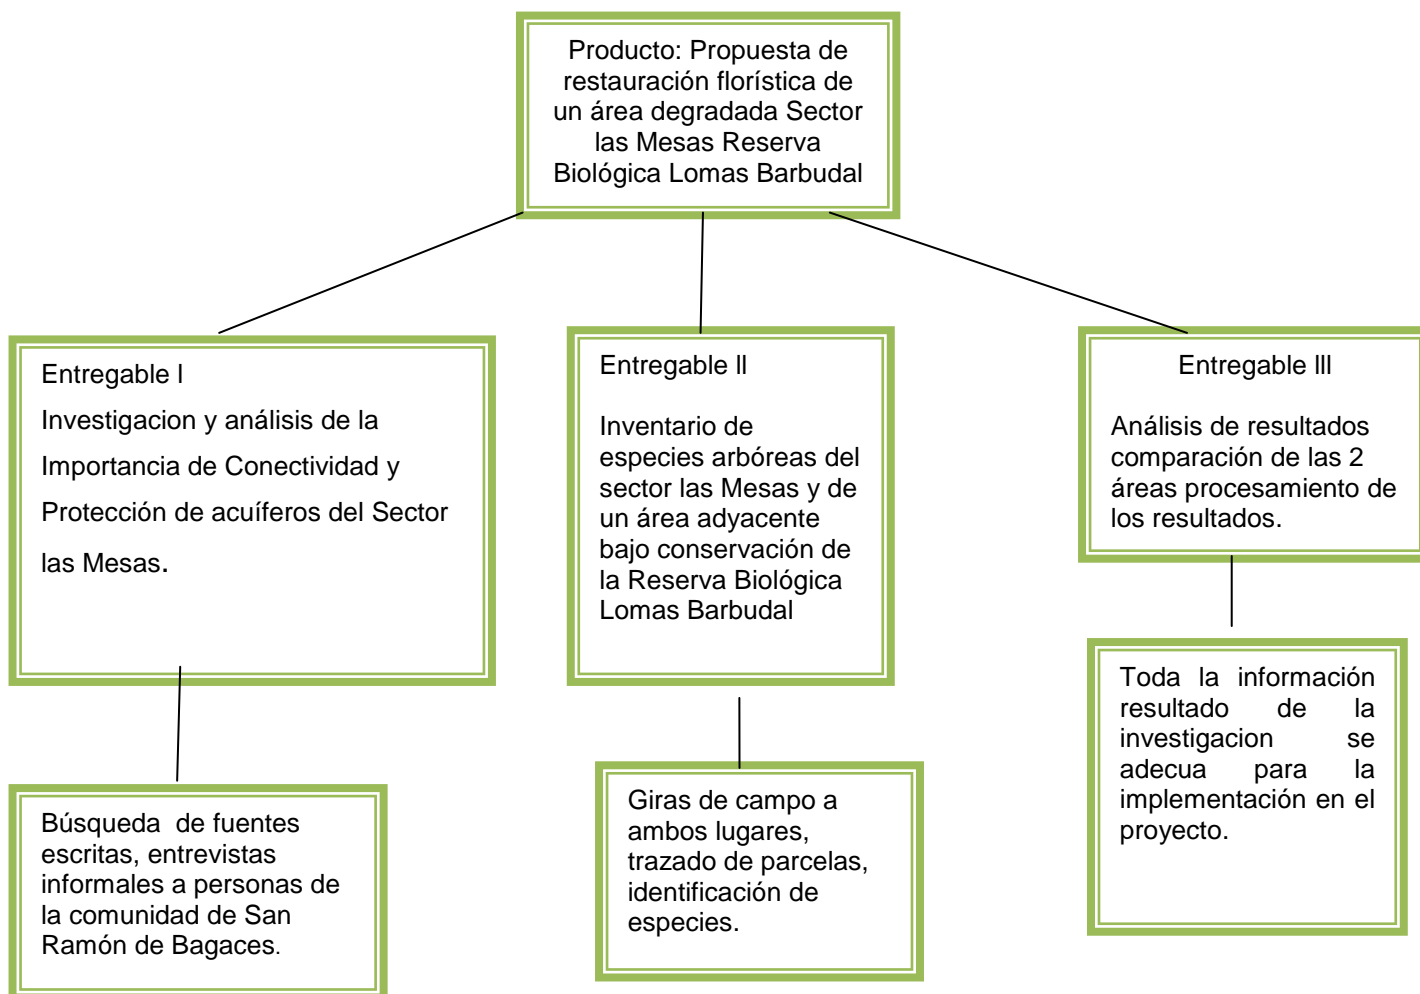 Producto: Propuesta de
restauración florística de
un área degradada Sector
las Mesas Reserva
Biológica Lomas Barbudal
Entregable I
Investigacion y análisis de la
Importancia de Conectividad y
Protección de acuíferos del Sector
las Mesas.
Entregable II
Inventario de
especies arbóreas del
sector las Mesas y de
un área adyacente
bajo conservación de
la Reserva Biológica
Lomas Barbudal
Entregable III
Análisis de resultados
comparación de las 2
áreas procesamiento de
los resultados.
Búsqueda de fuentes
escritas, entrevistas
informales a personas de
la comunidad de San
Ramón de Bagaces.
Giras de campo a
ambos lugares,
trazado de parcelas,
identificación de
especies.
Toda la información
resultado de la
investigacion se
adecua para la
implementación en el
proyecto.